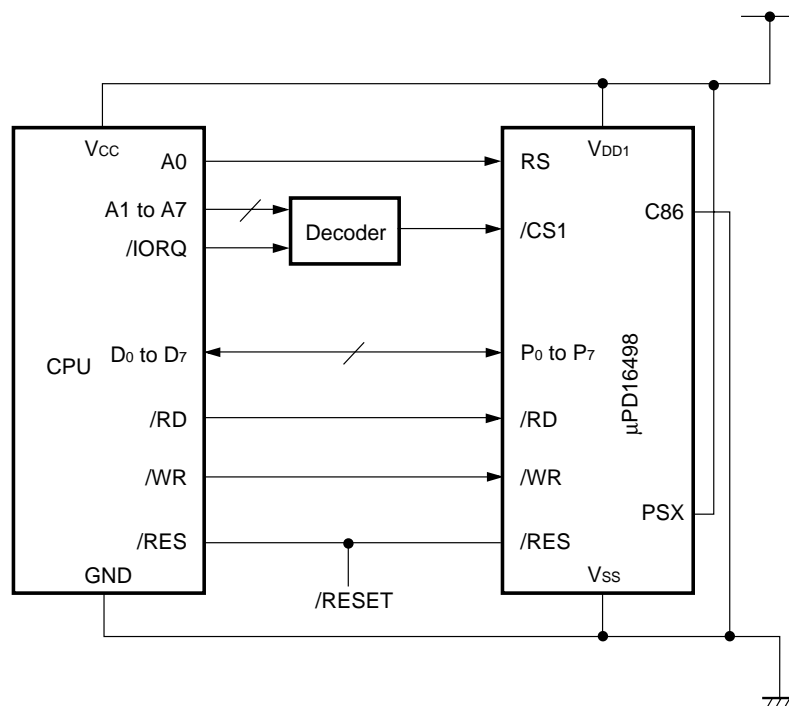 VCC
A0
A1 to A7
/IORQ
CPU
D0 to D7
/RD
/WR
/RES
GND
Decoder
/RESET
VDD1
RS
C86
/CS1
P0 to P7
µPD16498
/RD
/WR
PSX
/RES
VSS